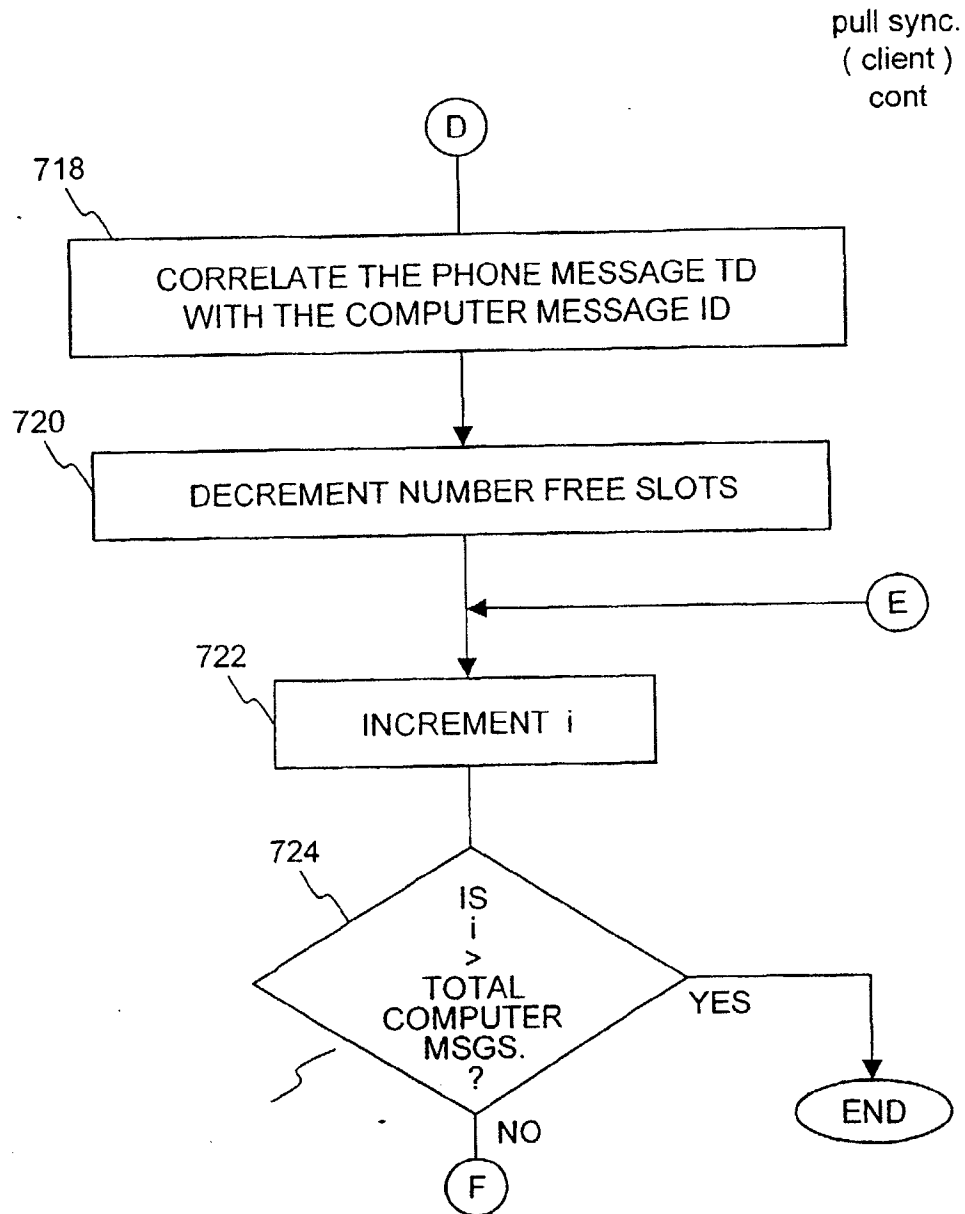 pull sync.
( client )
cont
D
718
CORRELATE THE PHONE MESSAGE TD
WITH THE COMPUTER MESSAGE ID
720
DECREMENT NUMBER FREE SLOTS
E
722
INCREMENT i
724
IS
i
>
TOTAL
COMPUTER
MSGS.
?
YES
END
NO
F